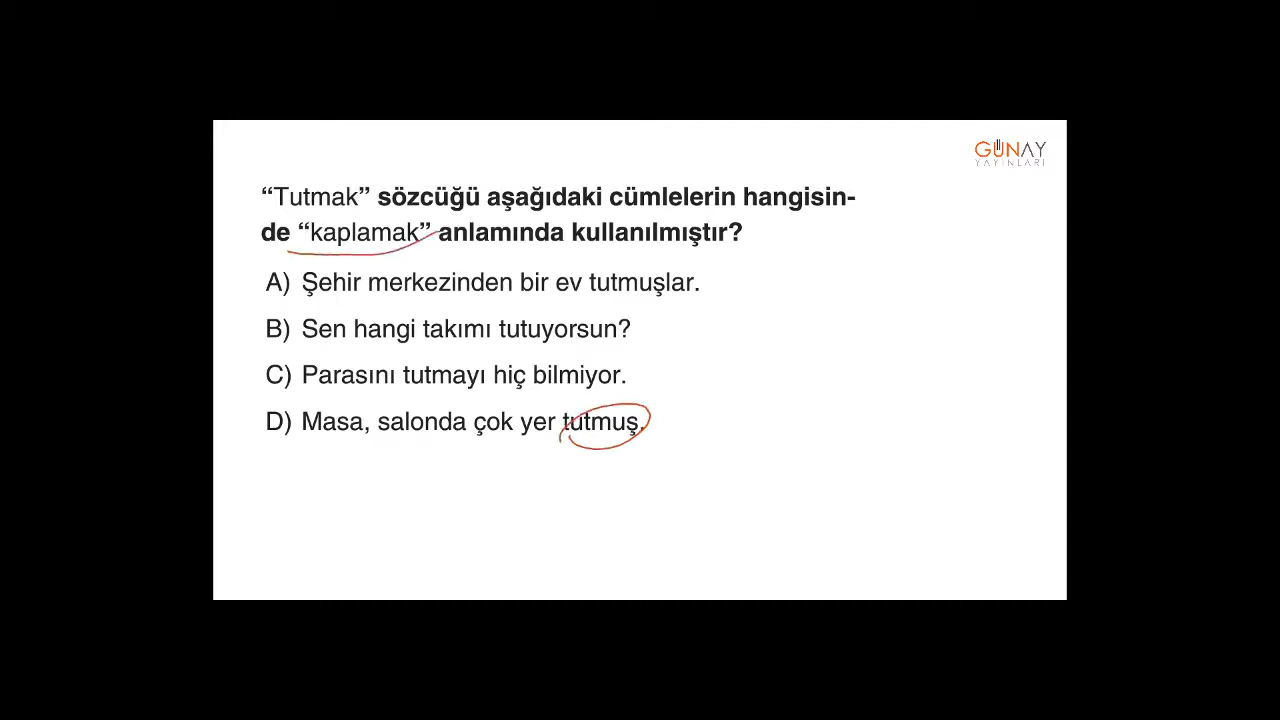 GÜNAY
YAYINLARI
“Tutmak” sözcüğü aşağıdaki cümlelerin hangisin-
de “kaplamak” anlamında kullanılmıştır?
A) Şehir merkezinden bir ev tutmuşlar.
B) Sen hangi takımı tutuyorsun?
C) Parasını tutmayı hiç bilmiyor.
D) Masa, salonda çok yer tutmuş.